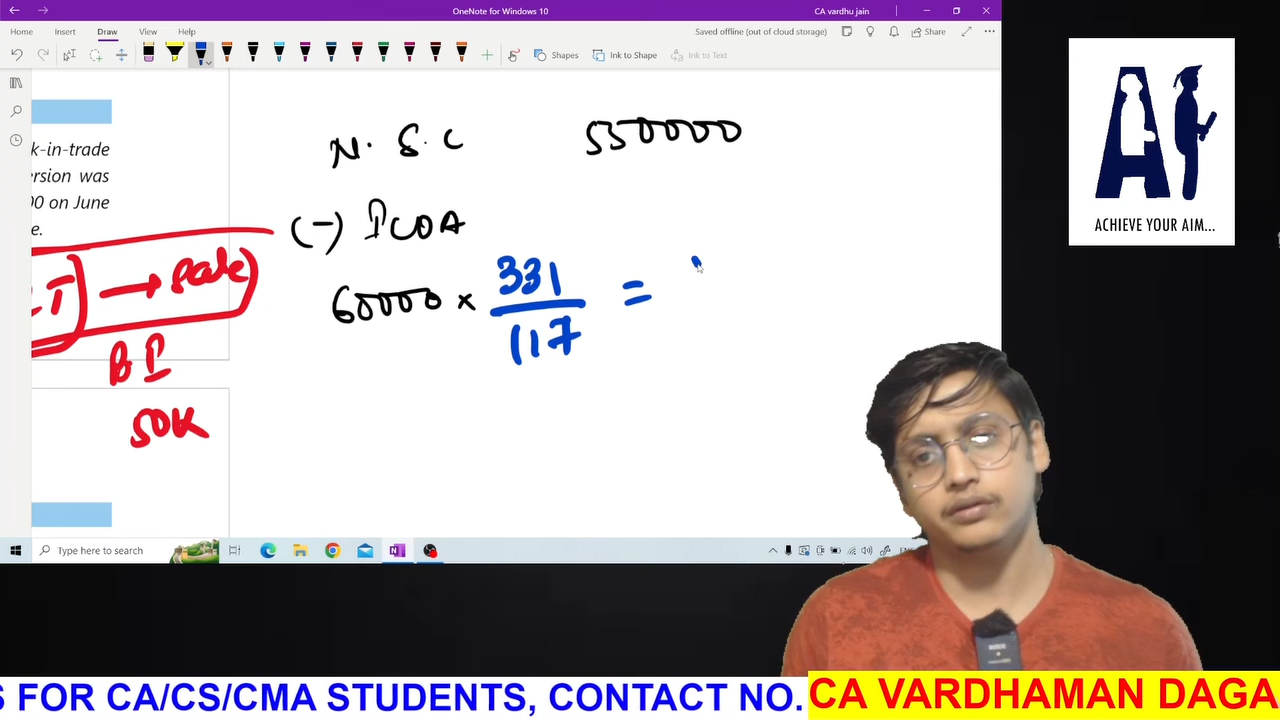 OneNote for Windows 10
CA vardhu jain
Home Insert Draw View Help
Saved offline (out of cloud storage)
Share
Shapes
Ink to Shape
Ink to Text
k-in-trade
ersion was
00 on June
e.
N. S. C 550000
(-) ICOA
60000 × 331/117 =
LT] → Sale)
BI
50K
AI
ACHIEVE YOUR AIM...
Type here to search
S FOR CA/CS/CMA STUDENTS, CONTACT NO.
CA VARDHAMAN DAGA